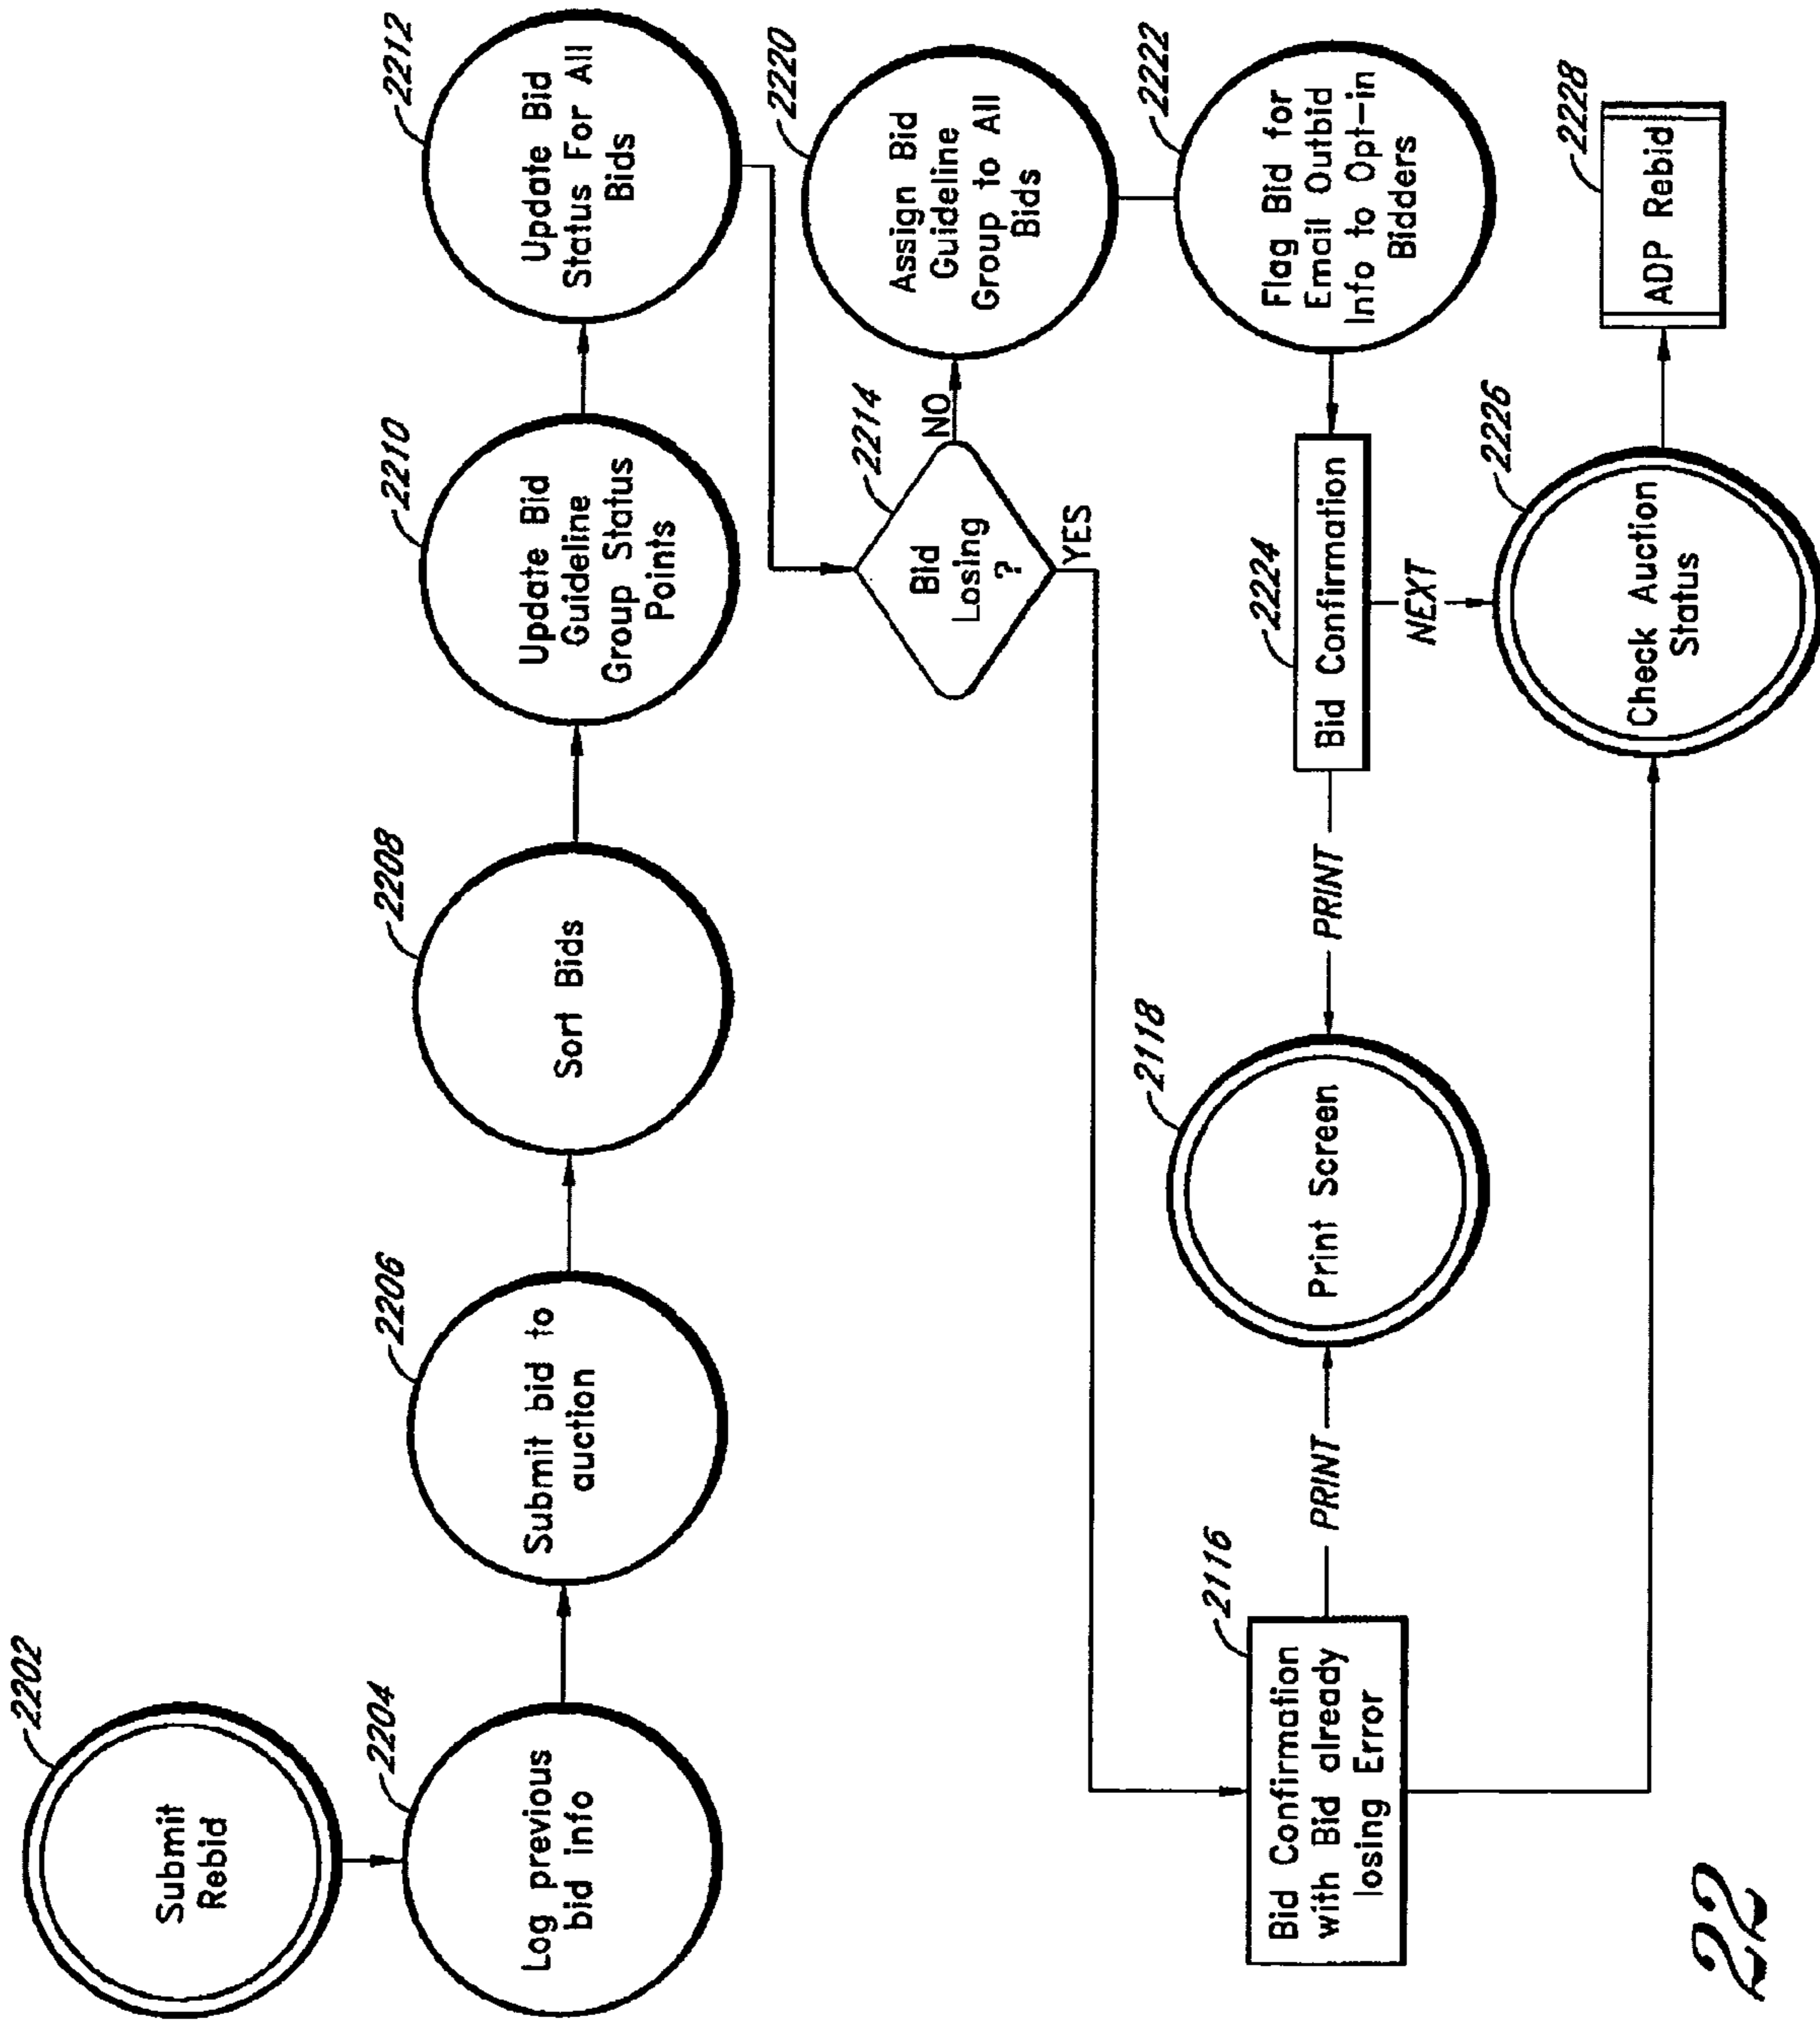 2202
Submit
Rebid
2204
Log previous
bid info
2206
Submit bid to
auction
2208
Sort Bids
2210
Update Bid
Guideline
Group Status
Points
2212
Update Bid
Status For All
Bids
2214
Bid
Losing
?
NO
YES
2220
Assign Bid
Guideline
Group to All
Bids
2222
Flag Bid for
Email Outbid
Info to Opt-in
Bidders
2224
Bid Confirmation
PRINT
NEXT
2118
Print Screen
2116
Bid Confirmation
with Bid already
losing Error
PRINT
2226
Check Auction
Status
2228
ADP Rebid
22